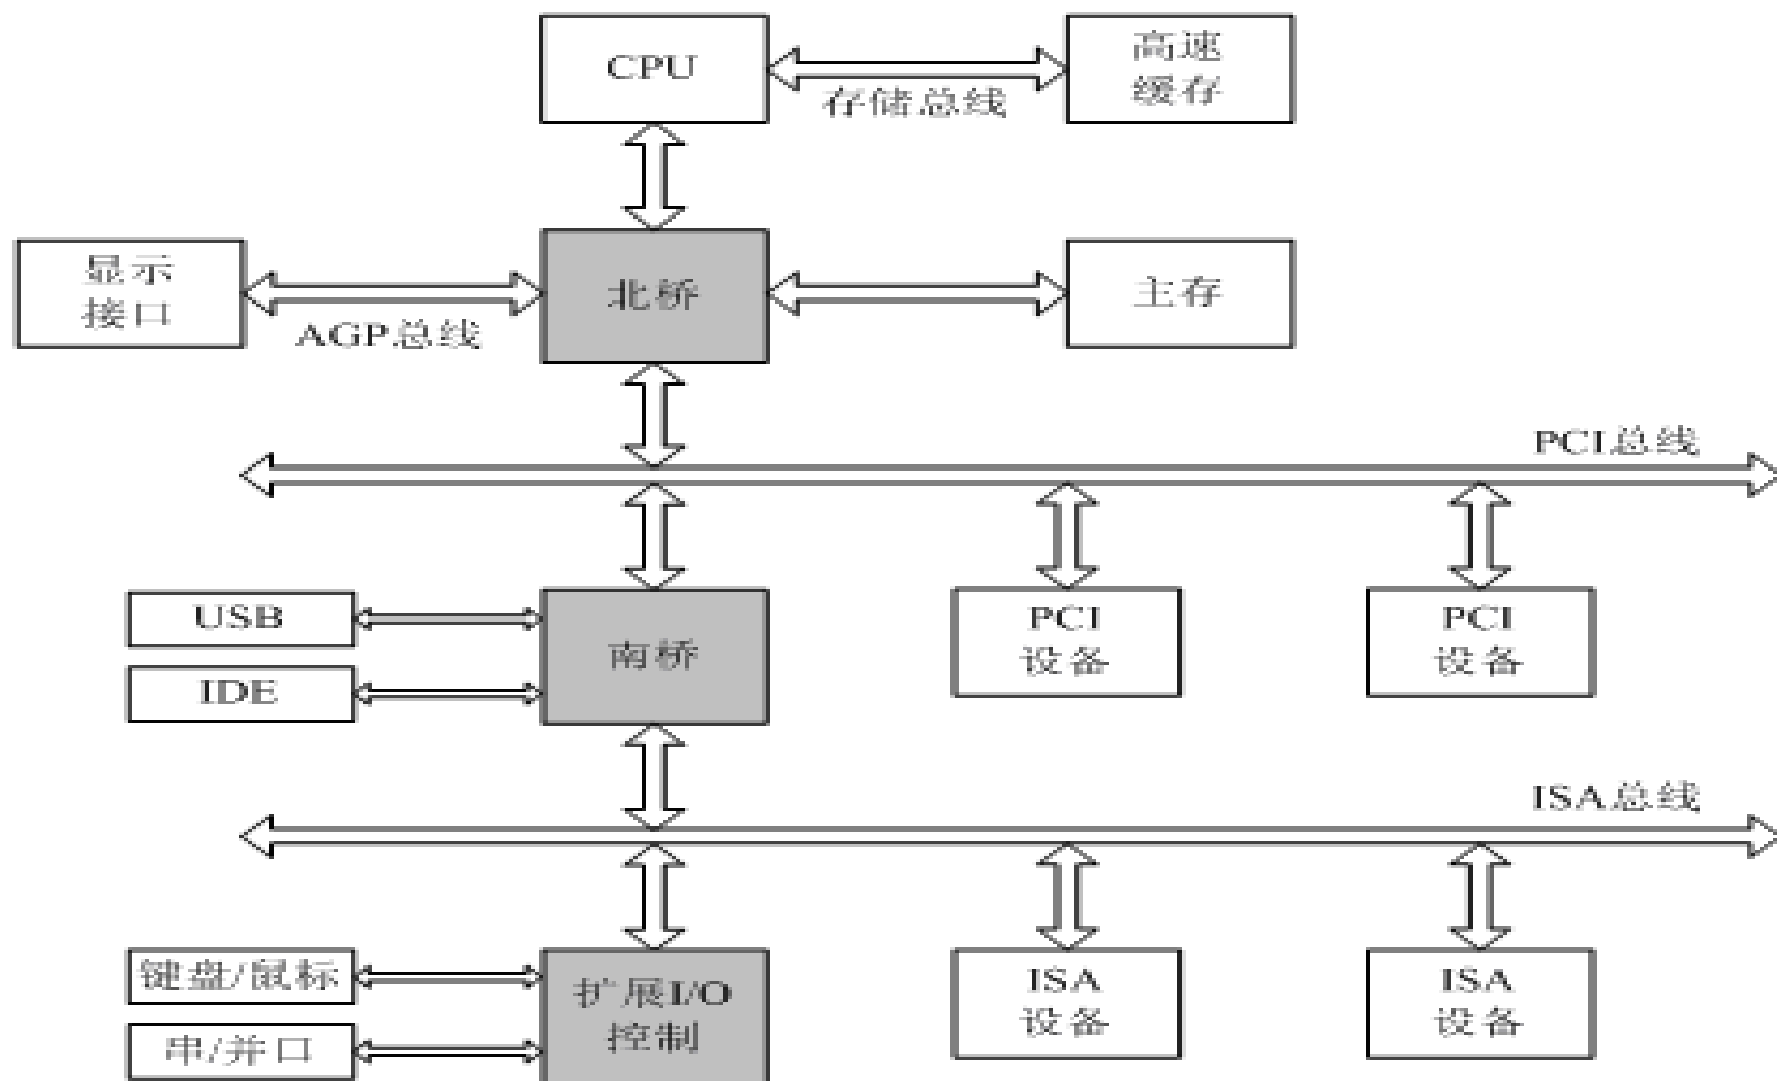 CPU
高速
缓存
存储总线
显示
接口
北桥
主存
AGP总线
PCI总线
USB
IDE
南桥
PCI
设备
PCI
设备
ISA总线
键盘/鼠标
串/并口
扩展I/O
控制
ISA
设备
ISA
设备